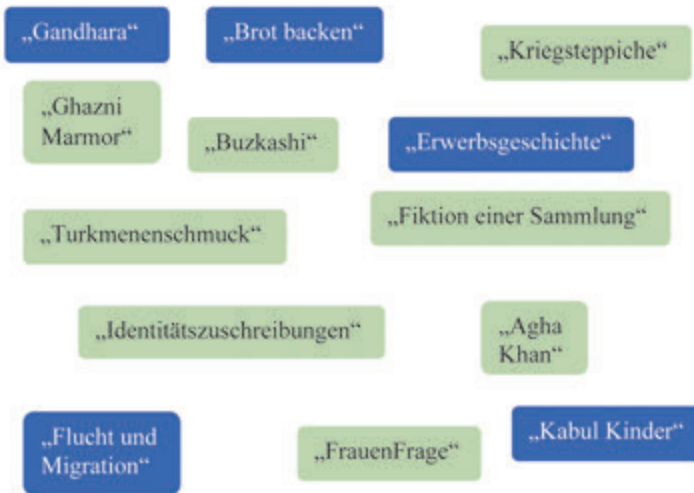 „Gandhara“
„Brot backen“
„Kriegsteppiche“
„Ghazni
Marmor“
„Buzkashi“
„Erwerbsgeschichte“
„Turkmenenschmuck“
„Fiktion einer Sammlung“
„Identitätszuschreibungen“
„Agha
Khan“
„Flucht und
Migration“
„FrauenFrage“
„Kabul Kinder“